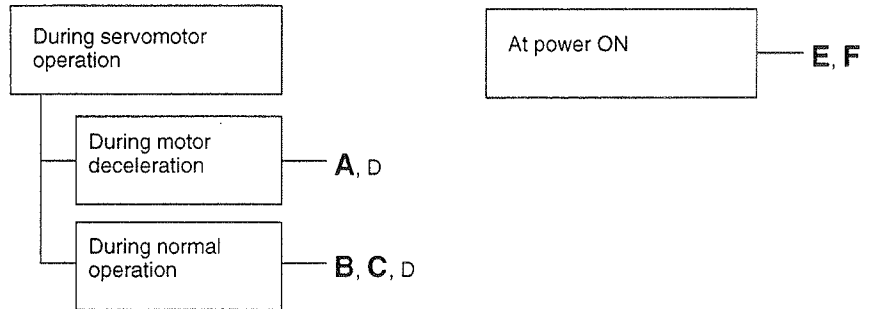 During servomotor
operation
At power ON
E, F
During motor
deceleration
A, D
During normal
operation
B, C, D